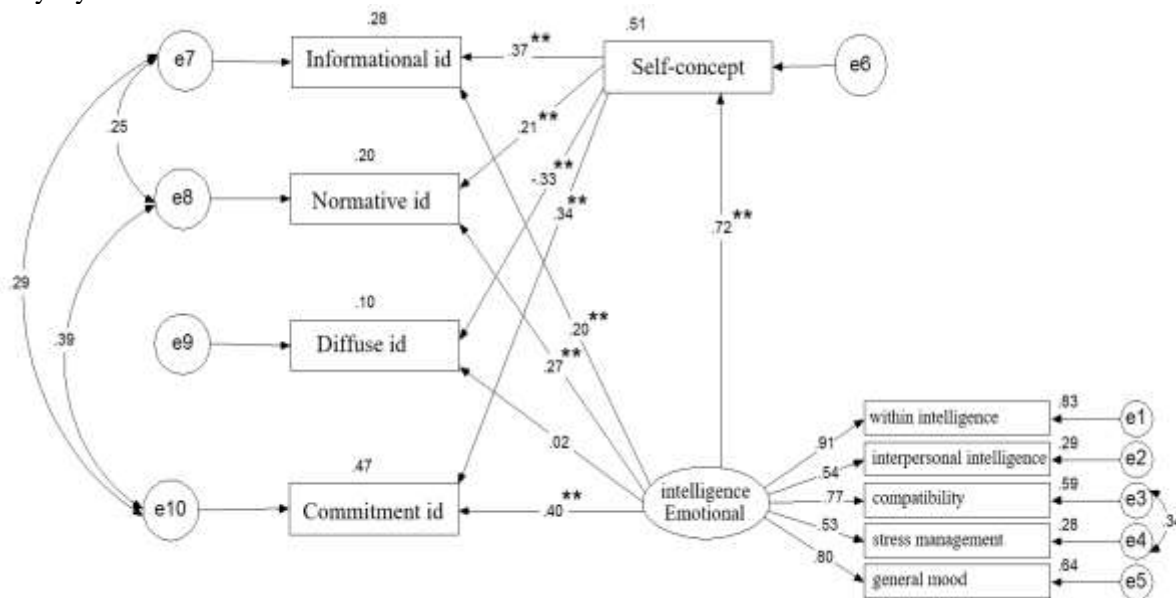 .28
.51
e7
Informational id
.37**
Self-concept
e6
.25
.21**
.20
-.33**
e8
Normative id
.34**
.72**
.29
.10
.20**
.39
e9
Diffuse id
.27**
.02
.83
within intelligence
e1
.91
.29
.47
.54
interpersonal intelligence
e2
.59
e10
Commitment id
.40**
intelligence
Emotional
.77
compatibility
e3
.28
.34
.53
stress management
e4
.64
.80
general mood
e5